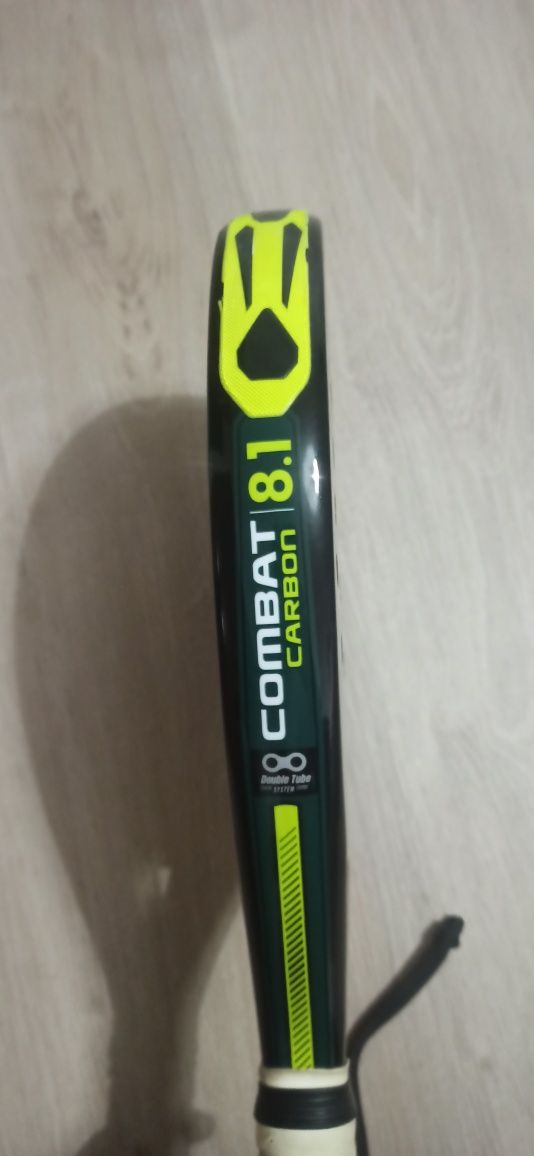 COMBAT | 8.1
CARBON
Double Tube
SYSTEM